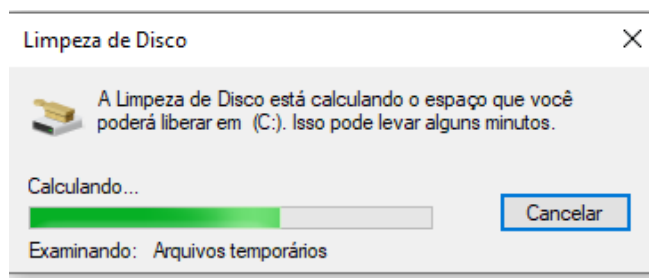 Limpeza de Disco
A Limpeza de Disco está calculando o espaço que você
poderá liberar em  (C:). Isso pode levar alguns minutos.
Calculando...
Cancelar
Examinando:   Arquivos temporários